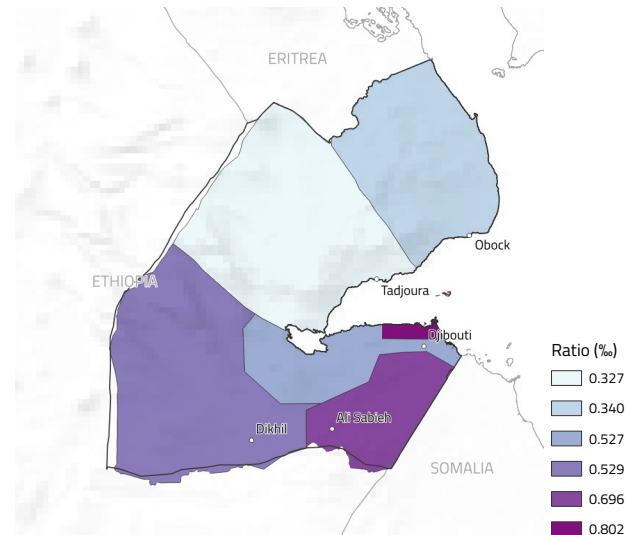 ERITREA
Obock
ETHIOPIA
Tadjoura
Djibouti
Ratio (‰)
0.327
0.340
0.527
0.529
0.696
0.802
Ali Sabieh
Dikhil
SOMALIA